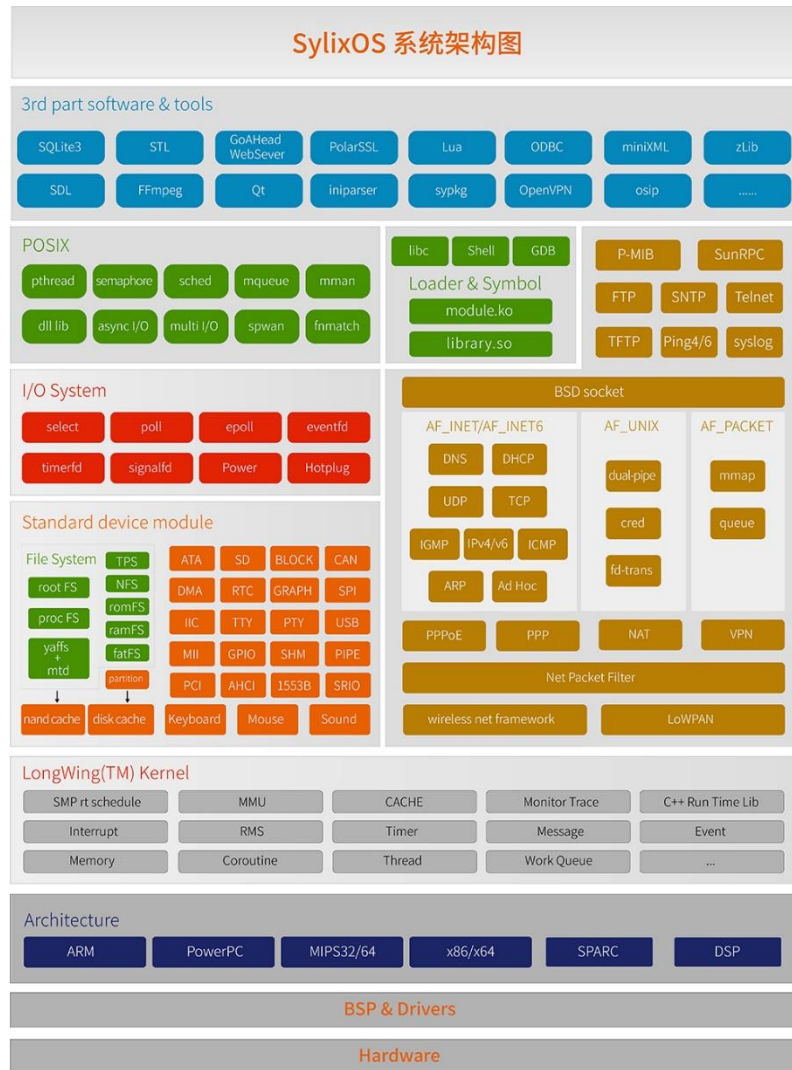 SylixOS 系统架构图
3rd part software & tools
SQLite3 STL GoAHead WebSever PolarSSL Lua ODBC miniXML zLib
SDL FFmpeg Qt iniparser sypkg OpenVPN osip ......
POSIX
pthread semaphore sched mqueue mman
dll lib async I/O multi I/O spwan fnmatch
libc Shell GDB
Loader & Symbol
module.ko
library.so
P-MIB SunRPC
FTP SNTP Telnet
TFTP Ping4/6 syslog
I/O System
select poll epoll eventfd
timerfd signalfd Power Hotplug
BSD socket
AF_INET/AF_INET6
DNS DHCP
UDP TCP
IGMP IPv4/v6 ICMP
ARP Ad Hoc
AF_UNIX
dual-pipe
cred
fd-trans
AF_PACKET
mmap
queue
PPPoE PPP NAT VPN
Net Packet Filter
wireless net framework LoWPAN
Standard device module
File System
root FS
proc FS
yaffs
+
mtd
TPS
NFS
romFS
ramFS
fatFS
partition
ATA SD BLOCK CAN
DMA RTC GRAPH SPI
IIC TTY PTY USB
MII GPIO SHM PIPE
PCI AHCI 1553B SRIO
nand cache disk cache Keyboard Mouse Sound
LongWing(TM) Kernel
SMP rt schedule MMU CACHE Monitor Trace C++ Run Time Lib
Interrupt RMS Timer Message Event
Memory Coroutine Thread Work Queue ...
Architecture
ARM PowerPC MIPS32/64 x86/x64 SPARC DSP
BSP & Drivers
Hardware